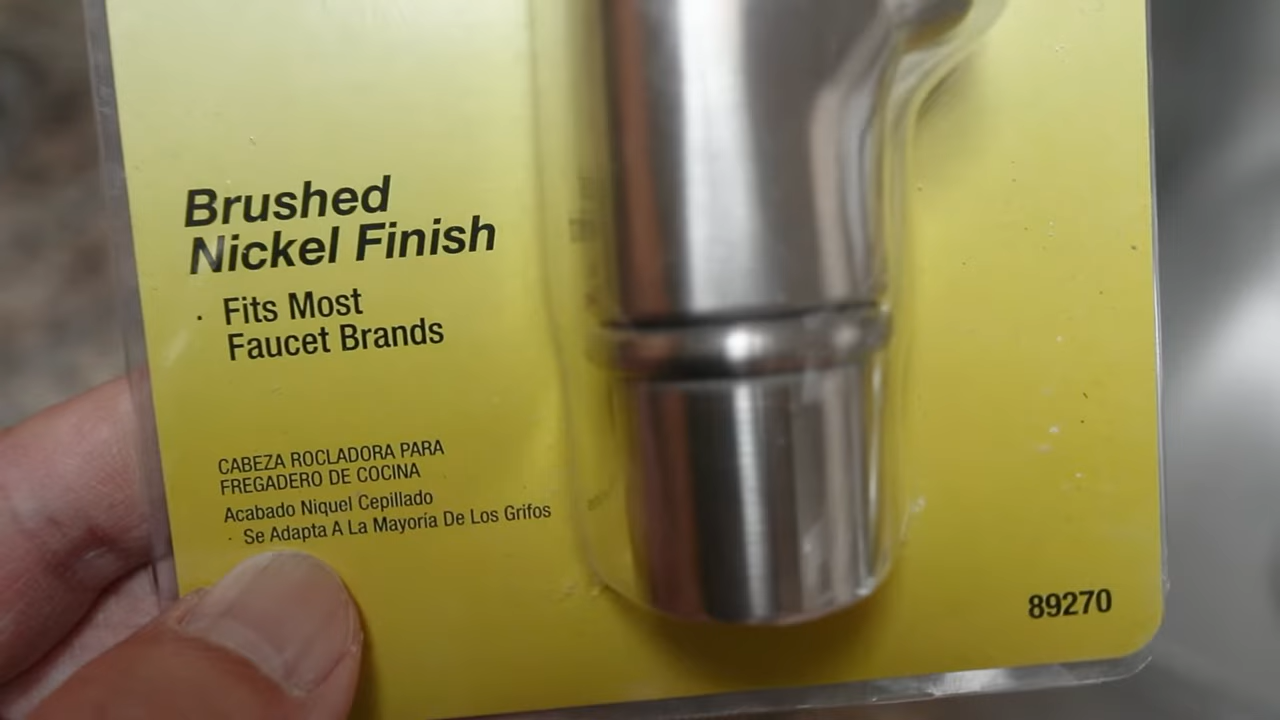 Brushed
Nickel Finish
· Fits Most
Faucet Brands
CABEZA ROCLADORA PARA
FREGADERO DE COCINA
Acabado Niquel Cepillado
· Se Adapta A La Mayoría De Los Grifos
89270